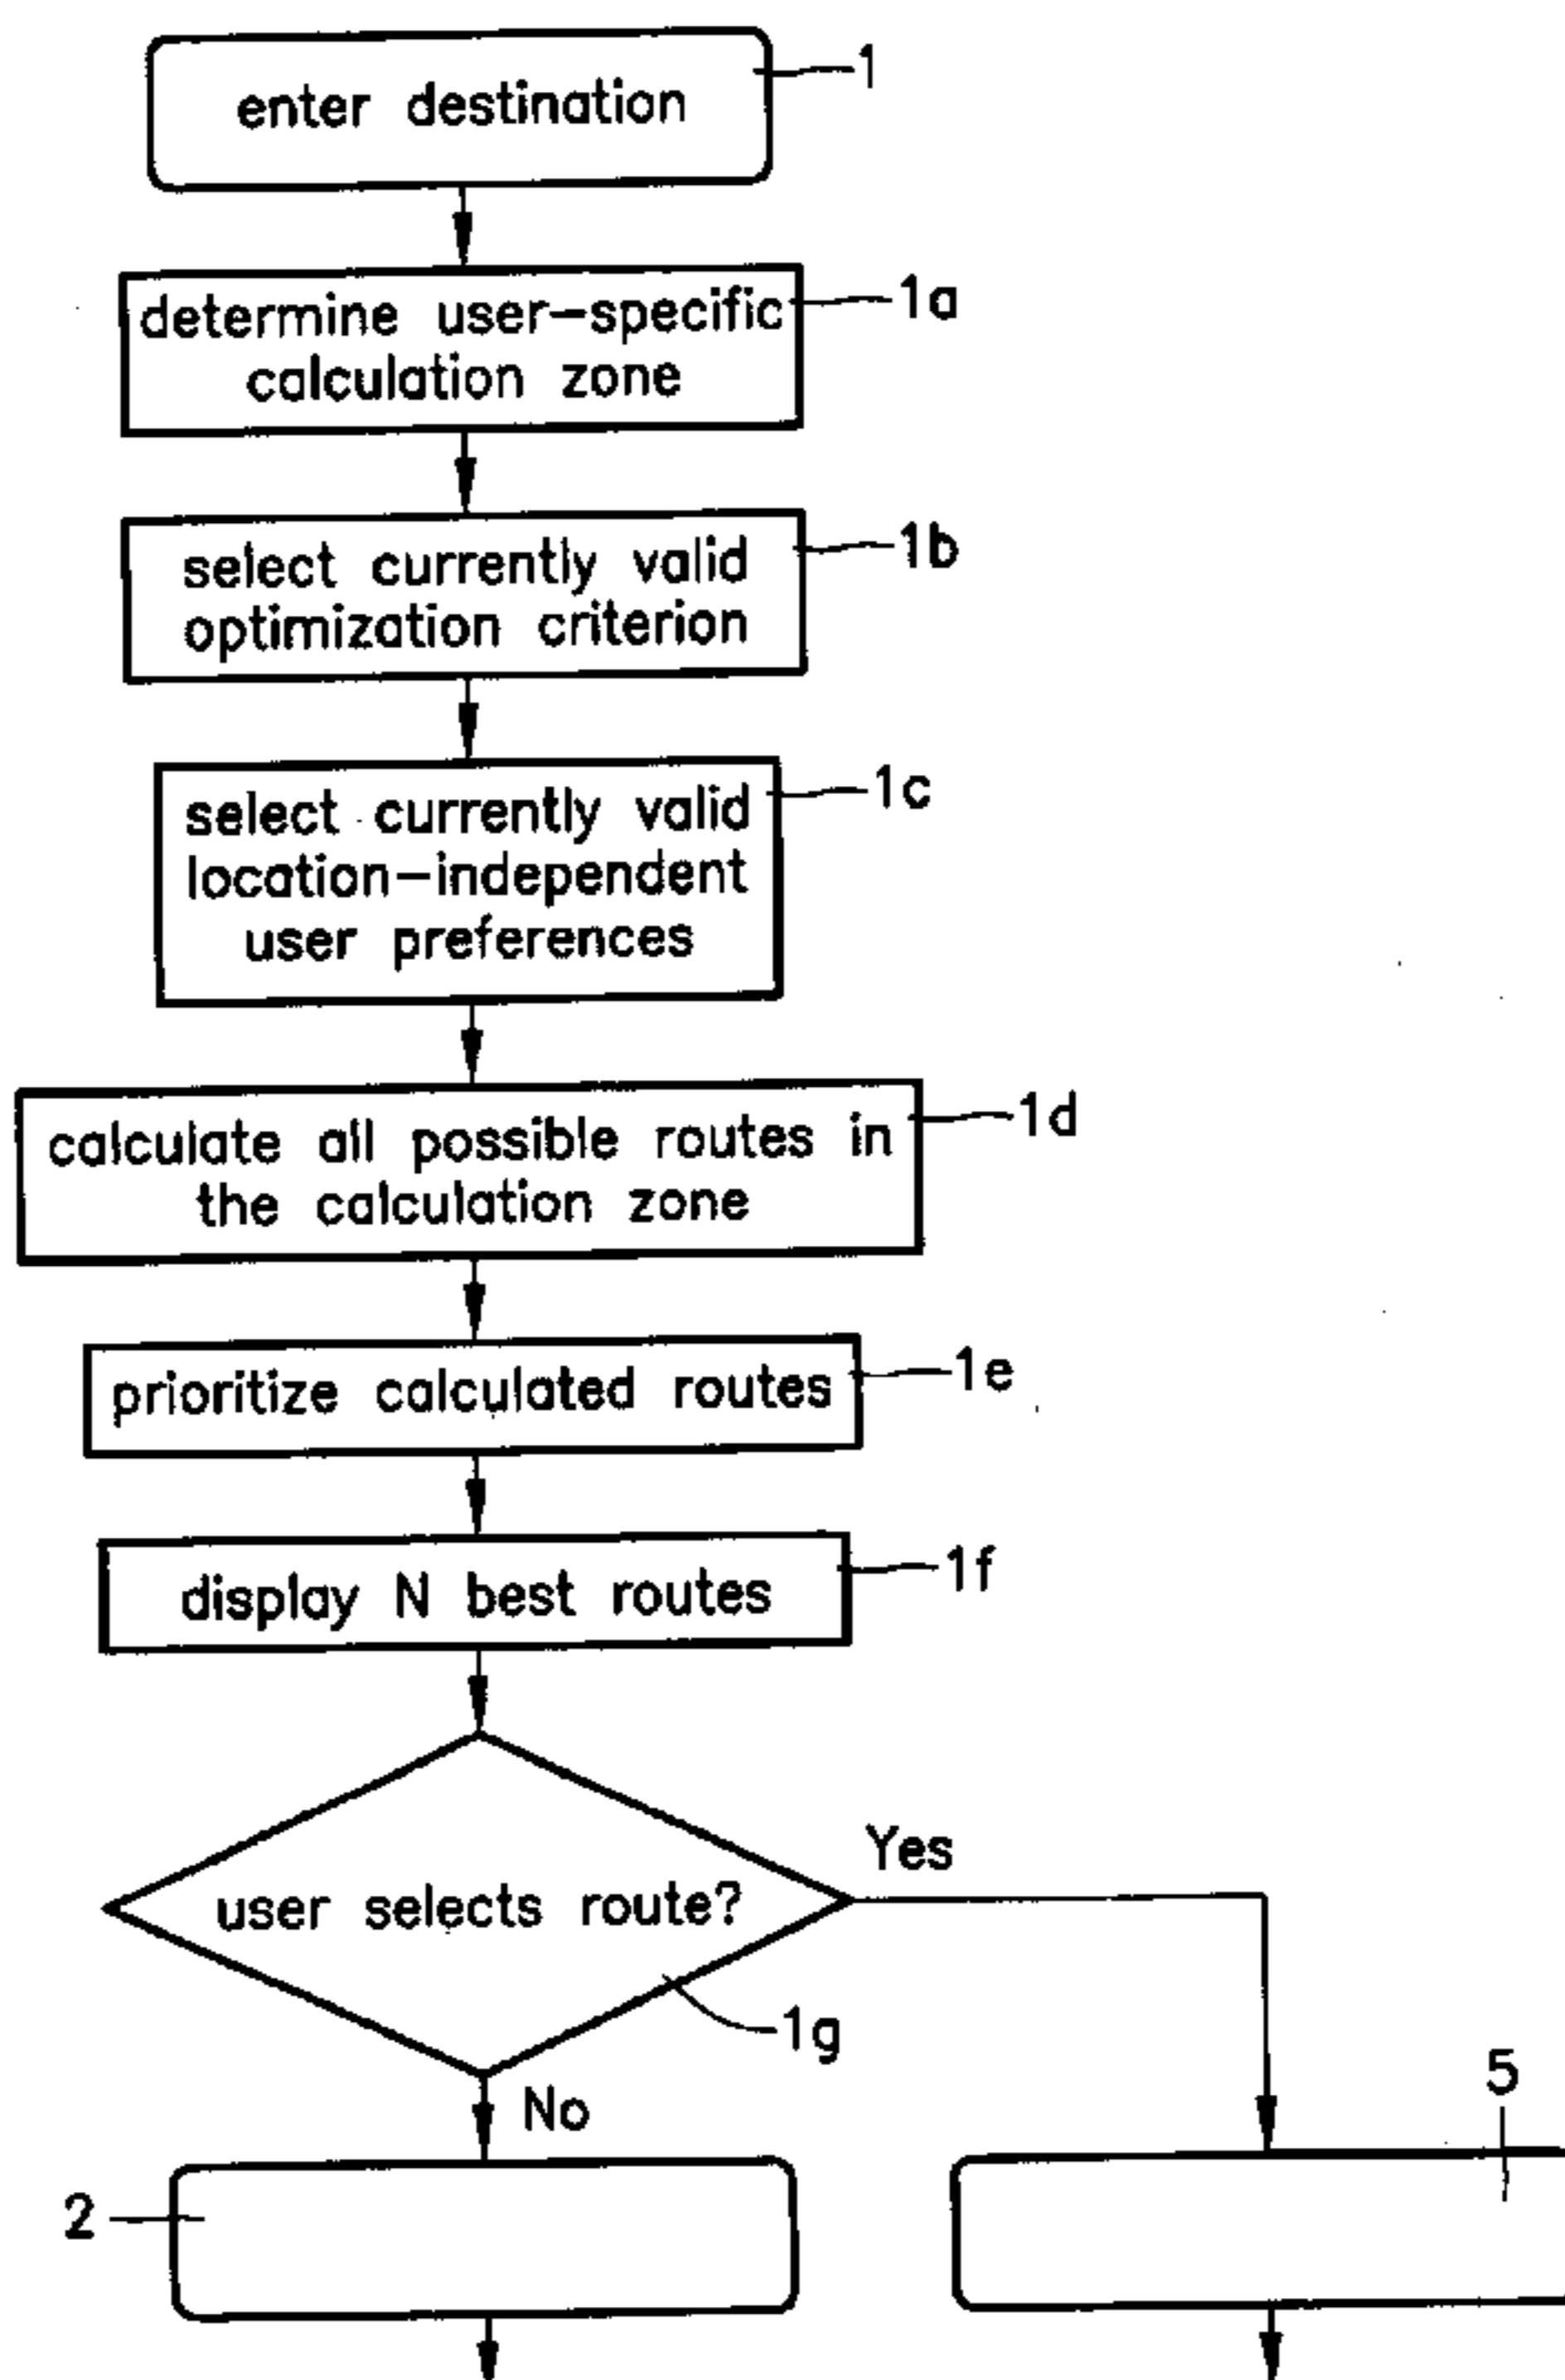 enter destination
1
determine user-specific
calculation zone
1a
select currently valid
optimization criterion
1b
select currently valid
location-independent
user preferences
1c
calculate all possible routes in
the calculation zone
1d
prioritize calculated routes
1e
display N best routes
1f
user selects route?
Yes
1g
No
5
2